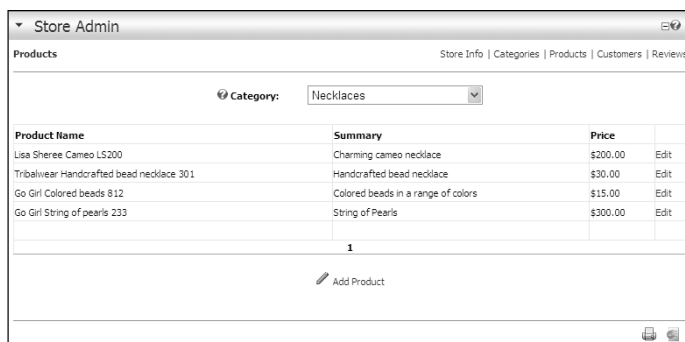 Store Admin
Products
Store Info | Categories | Products | Customers | Reviews
Category: Necklaces
Product Name Summary Price
Lisa Sheree Cameo LS200 Charming cameo necklace $200.00 Edit
Tribalwear Handcrafted bead necklace 301 Handcrafted bead necklace $30.00 Edit
Go Girl Colored beads 812 Colored beads in a range of colors $15.00 Edit
Go Girl String of pearls 233 String of Pearls $300.00 Edit
1
Add Product